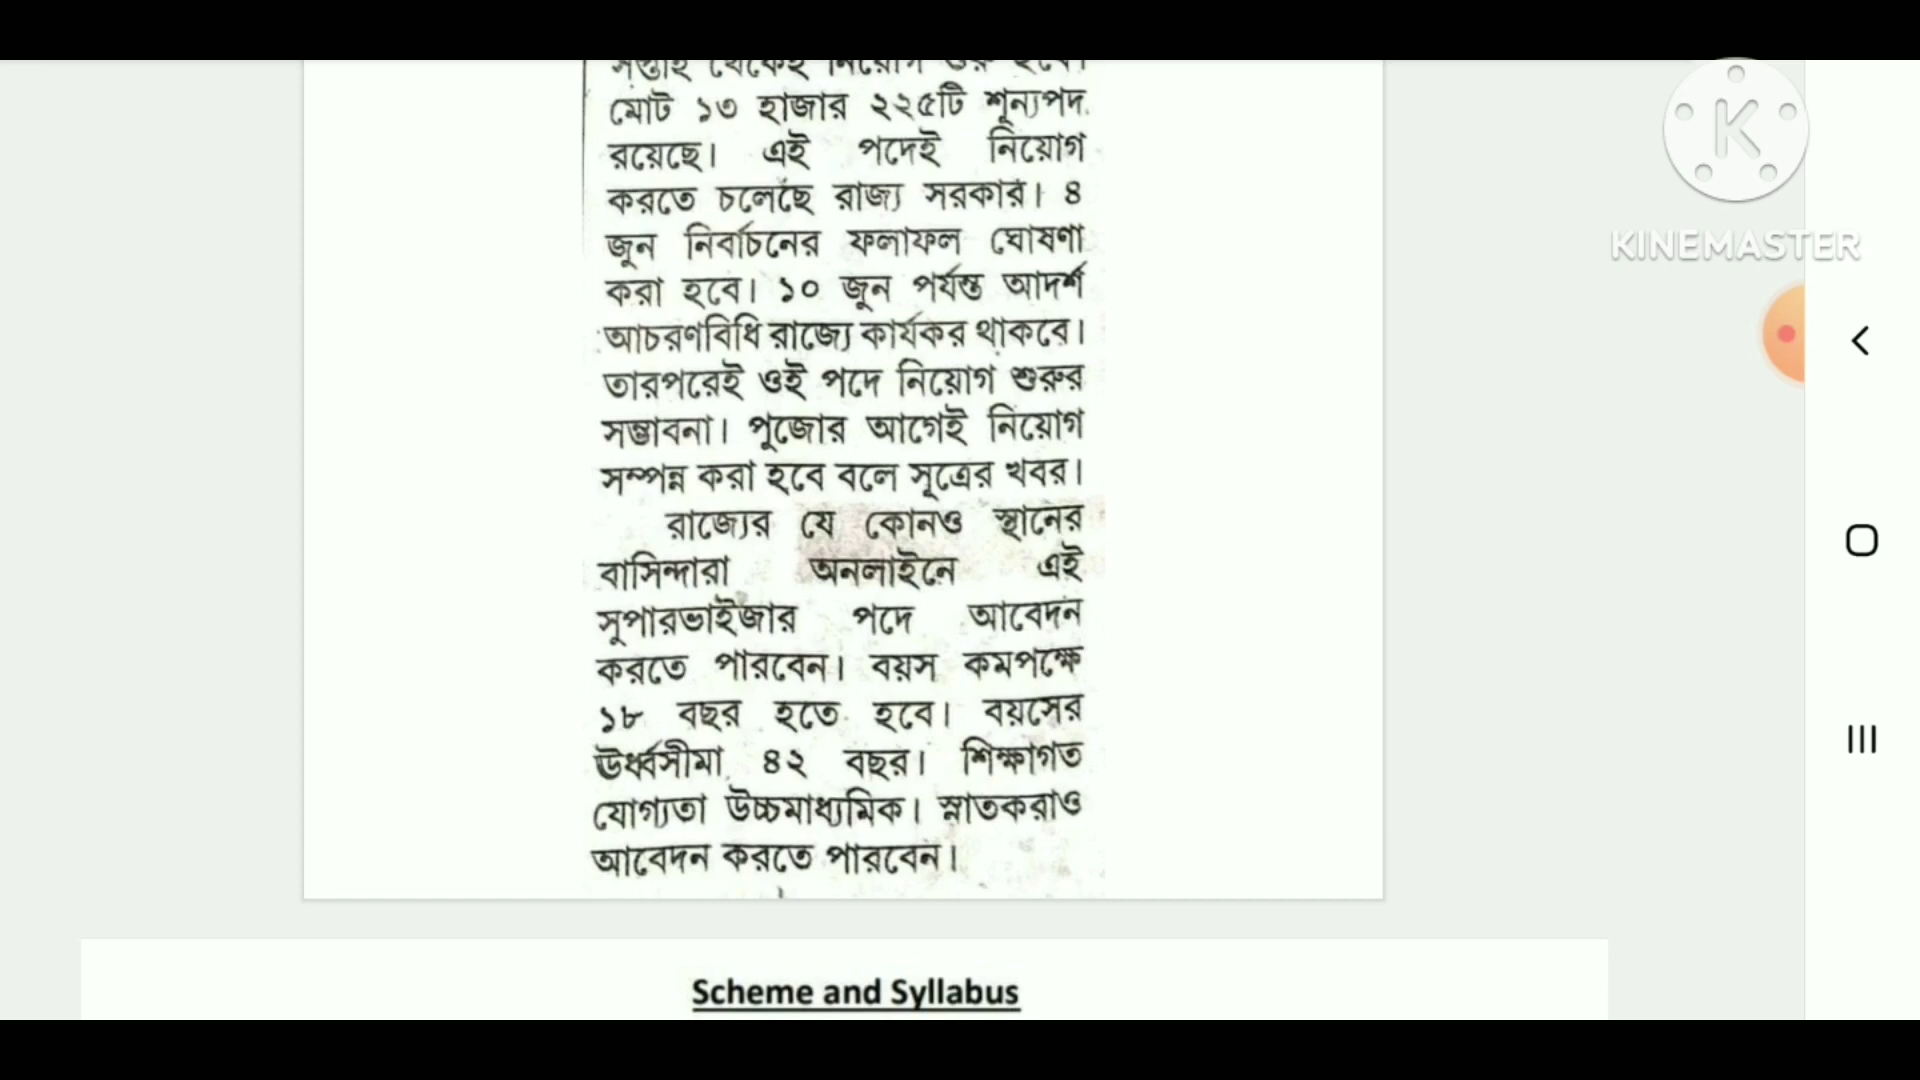 সপ্তাহ থেকেই নিয়োগ শুরু হবে।
মোট ১৩ হাজার ২২৫টি শূন্যপদ
রয়েছে। এই পদেই নিয়োগ
করতে চলেছে রাজ্য সরকার। ৪
জুন নির্বাচনের ফলাফল ঘোষণা
করা হবে। ১০ জুন পর্যন্ত আদর্শ
আচরণবিধি রাজ্যে কার্যকর থাকবে।
তারপরেই ওই পদে নিয়োগ শুরুর
সম্ভাবনা। পুজোর আগেই নিয়োগ
সম্পন্ন করা হবে বলে সূত্রের খবর।
রাজ্যের যে কোনও স্থানের
বাসিন্দারা অনলাইনে এই
সুপারভাইজার পদে আবেদন
করতে পারবেন। বয়স কমপক্ষে
১৮ বছর হতে হবে। বয়সের
ঊর্ধ্বসীমা ৪২ বছর। শিক্ষাগত
যোগ্যতা উচ্চমাধ্যমিক। স্নাতকরাও
আবেদন করতে পারবেন।
Scheme and Syllabus
KINEMASTER